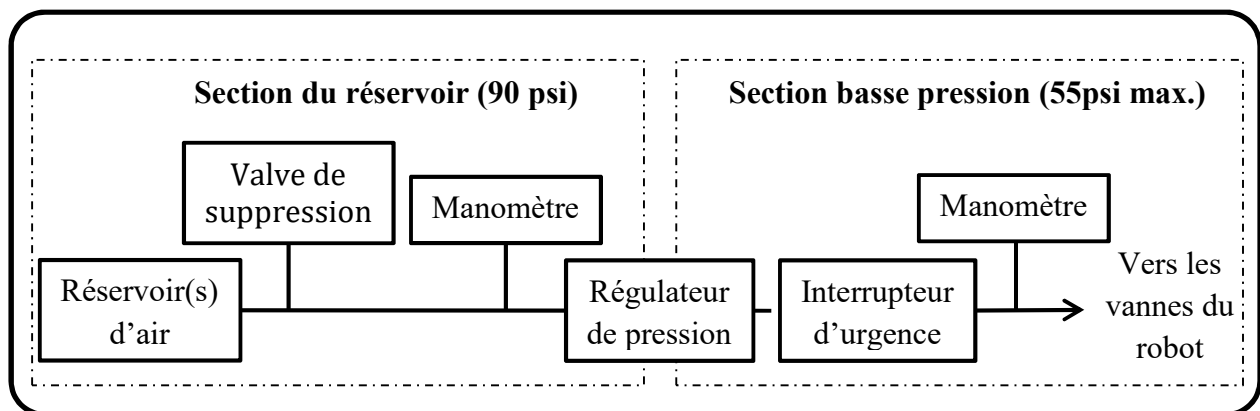 Section du réservoir (90 psi)
Section basse pression (55psi max.)
Valve de
suppression
Manomètre
Manomètre
Réservoir(s)
d’air
Régulateur
de pression
Interrupteur
d’urgence
Vers les
vannes du
robot